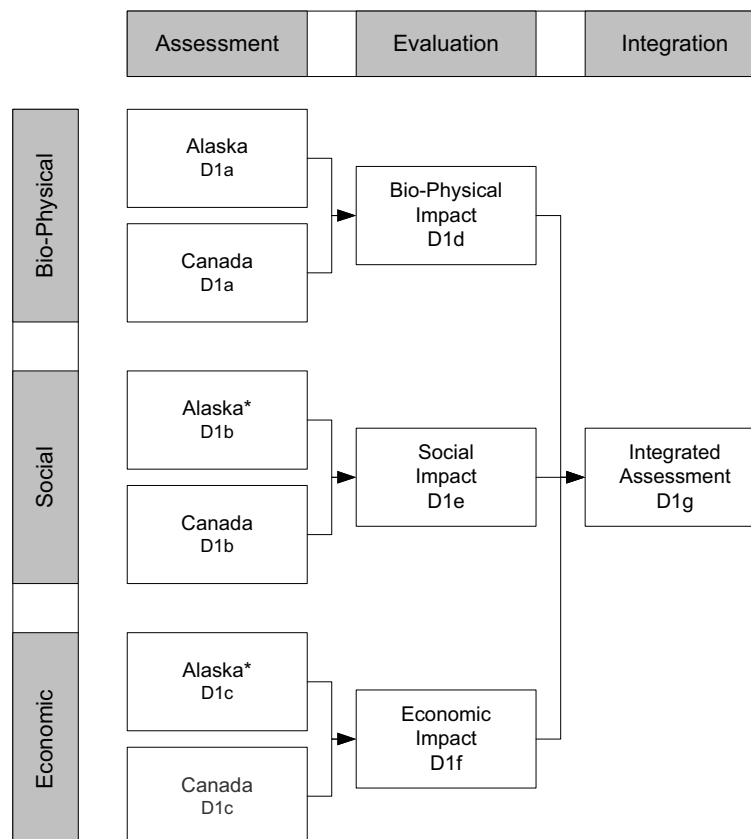 Assessment
Evaluation
Integration
Bio-Physical
Alaska
D1a
Canada
D1a
Bio-Physical
Impact
D1d
Social
Alaska*
D1b
Canada
D1b
Social
Impact
D1e
Integrated
Assessment
D1g
Economic
Alaska*
D1c
Canada
D1c
Economic
Impact
D1f